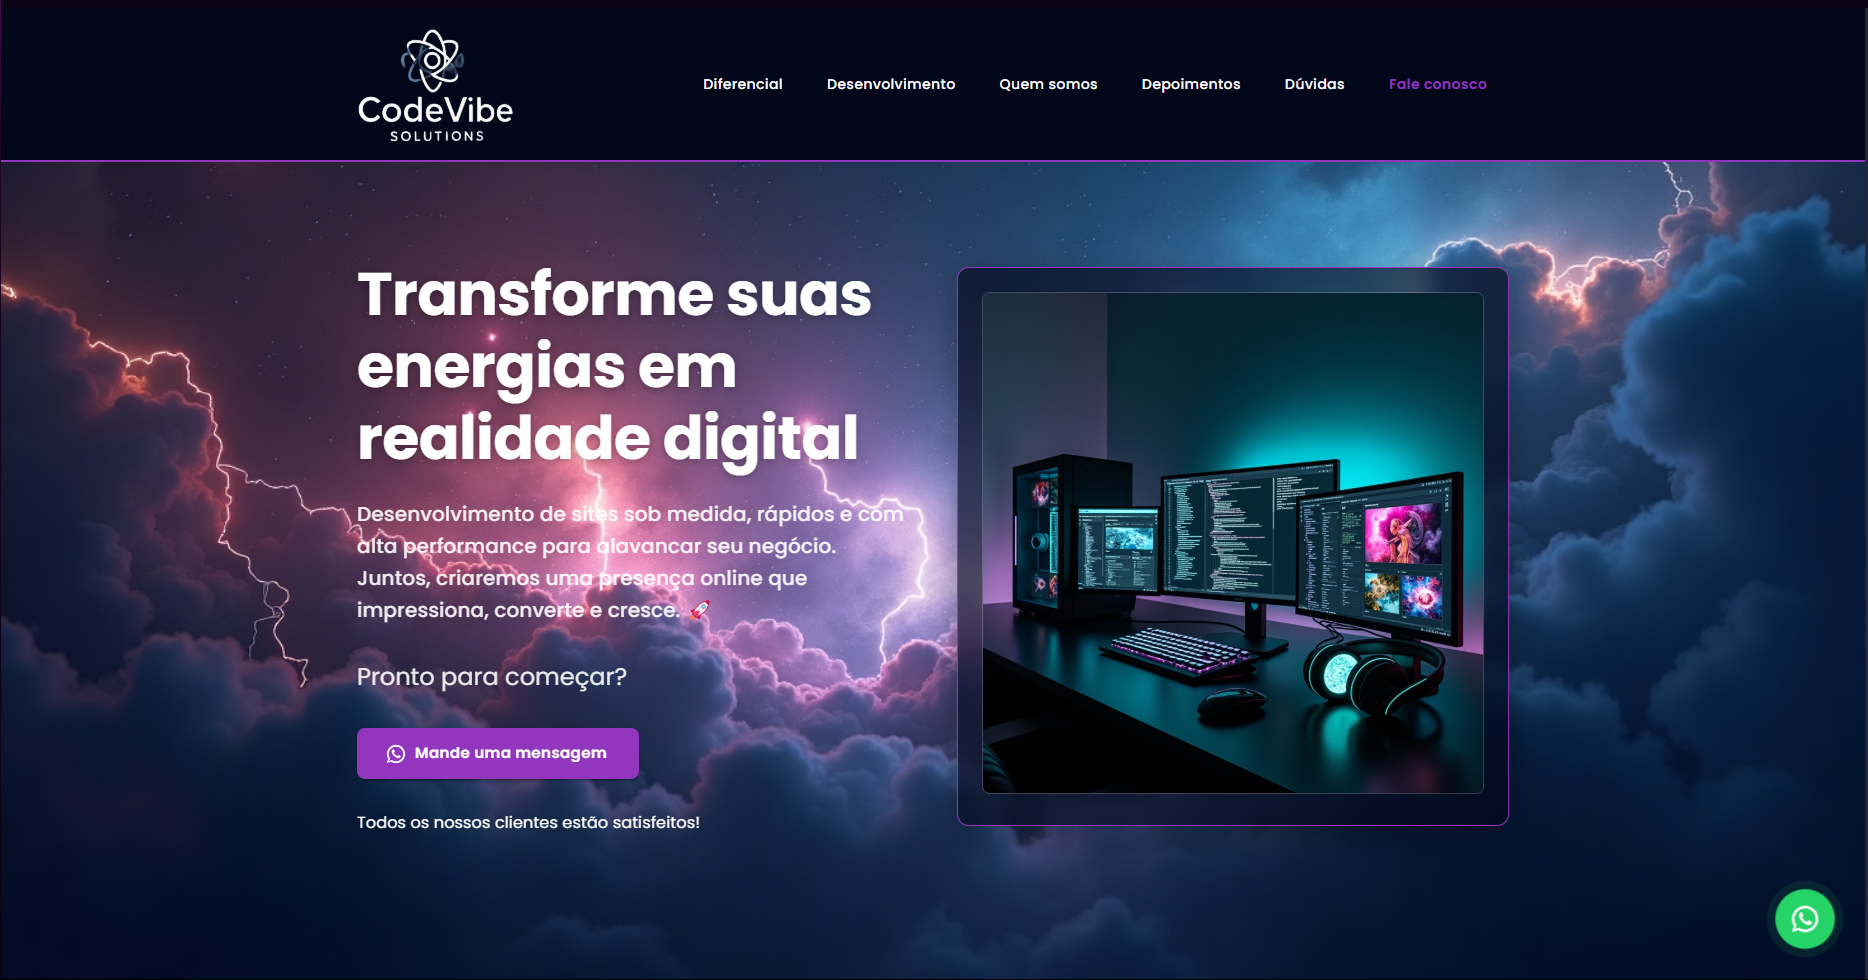 CodeVibe
SOLUTIONS
Diferencial
Desenvolvimento
Quem somos
Depoimentos
Dúvidas
Fale conosco
Transforme suas
energias em
realidade digital
Desenvolvimento de sites sob medida, rápidos e com
alta performance para alavancar seu negócio.
Juntos, criaremos uma presença online que
impressiona, converte e cresce. 🚀
Pronto para começar?
Mande uma mensagem
Todos os nossos clientes estão satisfeitos!